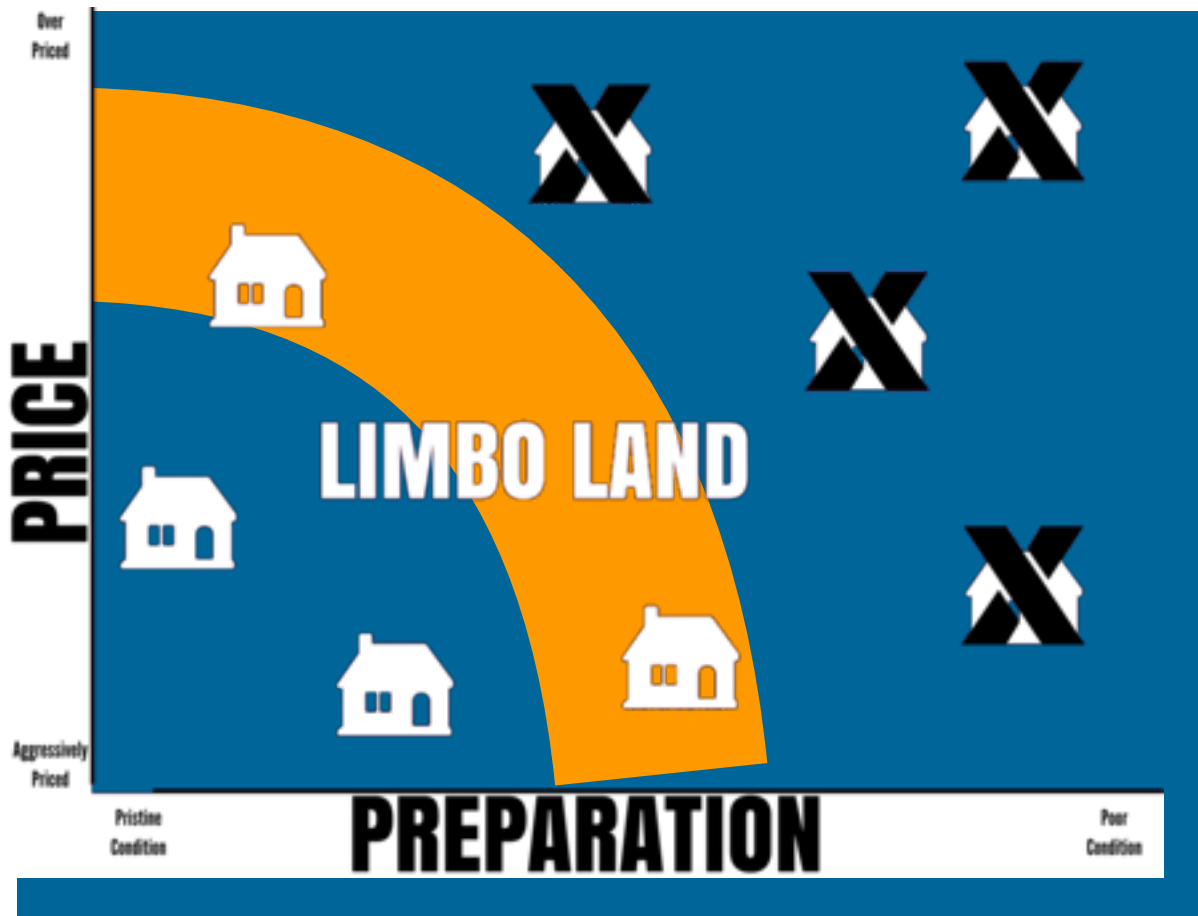 Over
Priced
PRICE
LIMBO LAND
Aggressively
Priced
Pristine
Condition
PREPARATION
Poor
Condition